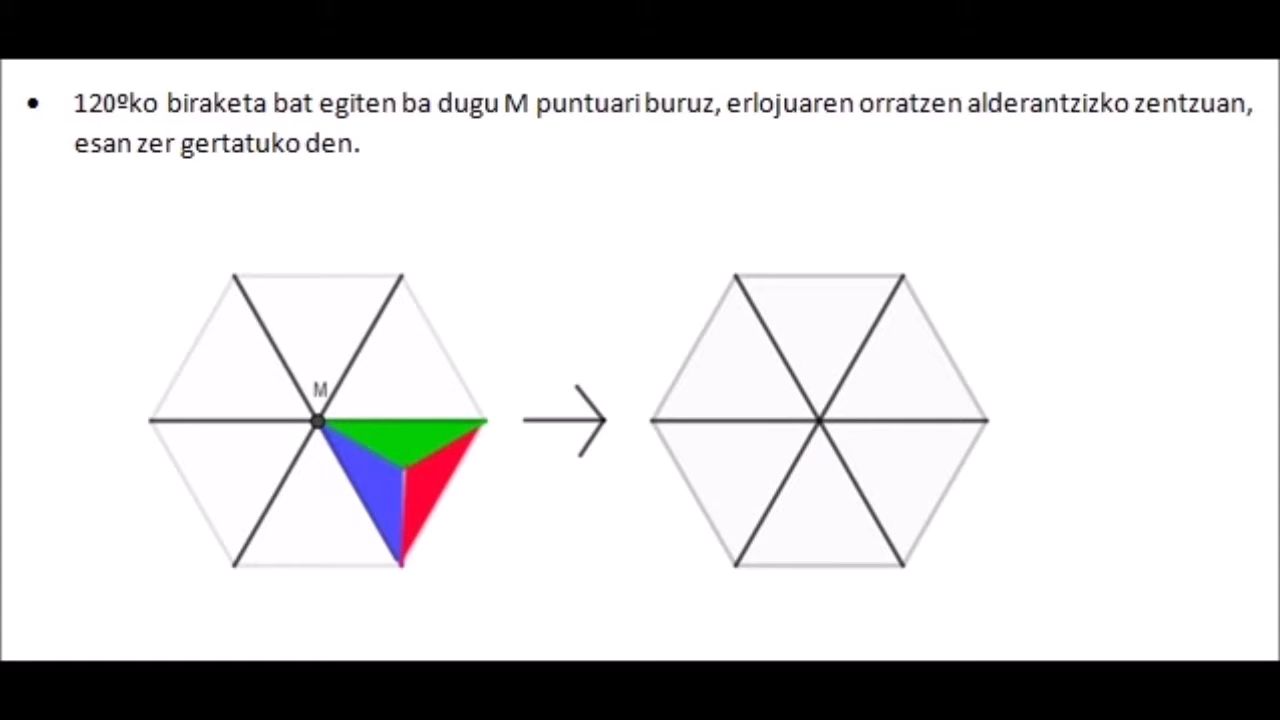 • 120ºko biraketa bat egiten ba dugu M puntuari buruz, erlojuaren orratzen alderantzizko zentzuan,
esan zer gertatuko den.
M